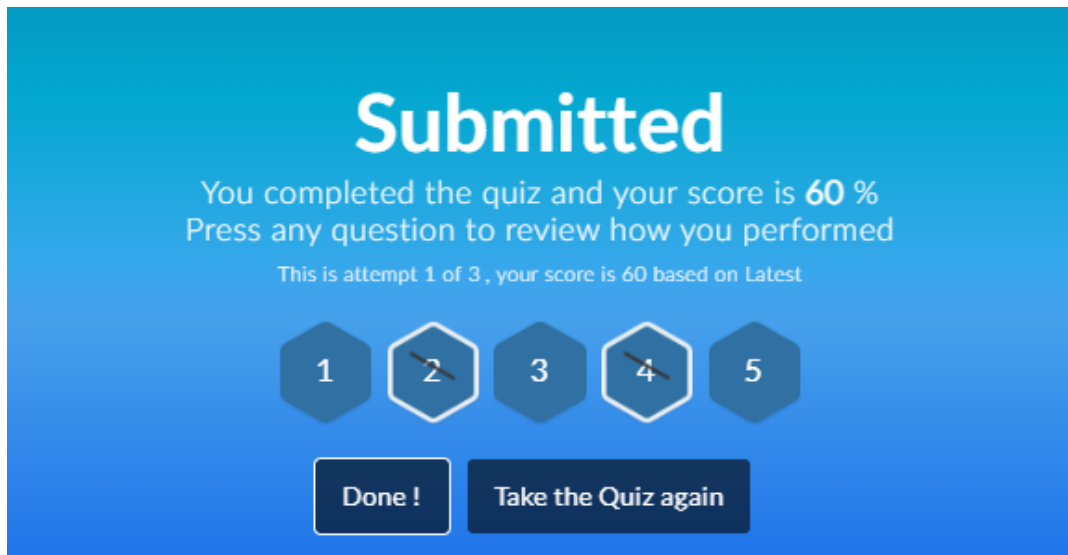 Submitted
You completed the quiz and your score is 60 %
Press any question to review how you performed
This is attempt 1 of 3 , your score is 60 based on Latest
1 2 3 4 5
Done ! Take the Quiz again